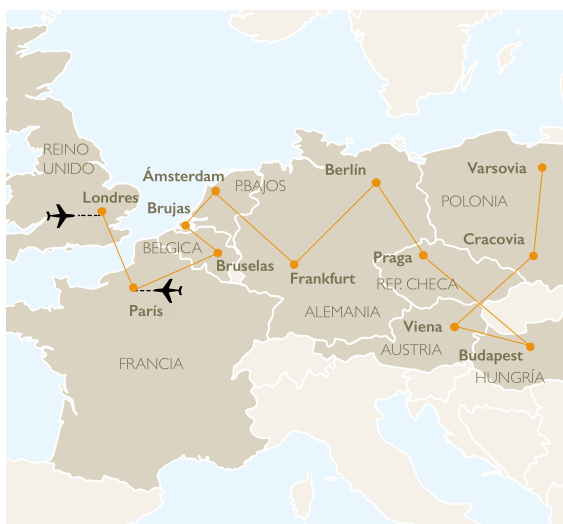 REINO
UNIDO
Londres
Ámsterdam
P.BAJOS
Brujas
BELGICA
Bruselas
París
FRANCIA
Berlín
Frankfurt
ALEMANIA
Varsovia
POLONIA
Cracovia
Praga
REP. CHECA
Viena
AUSTRIA
Budapest
HUNGRÍA